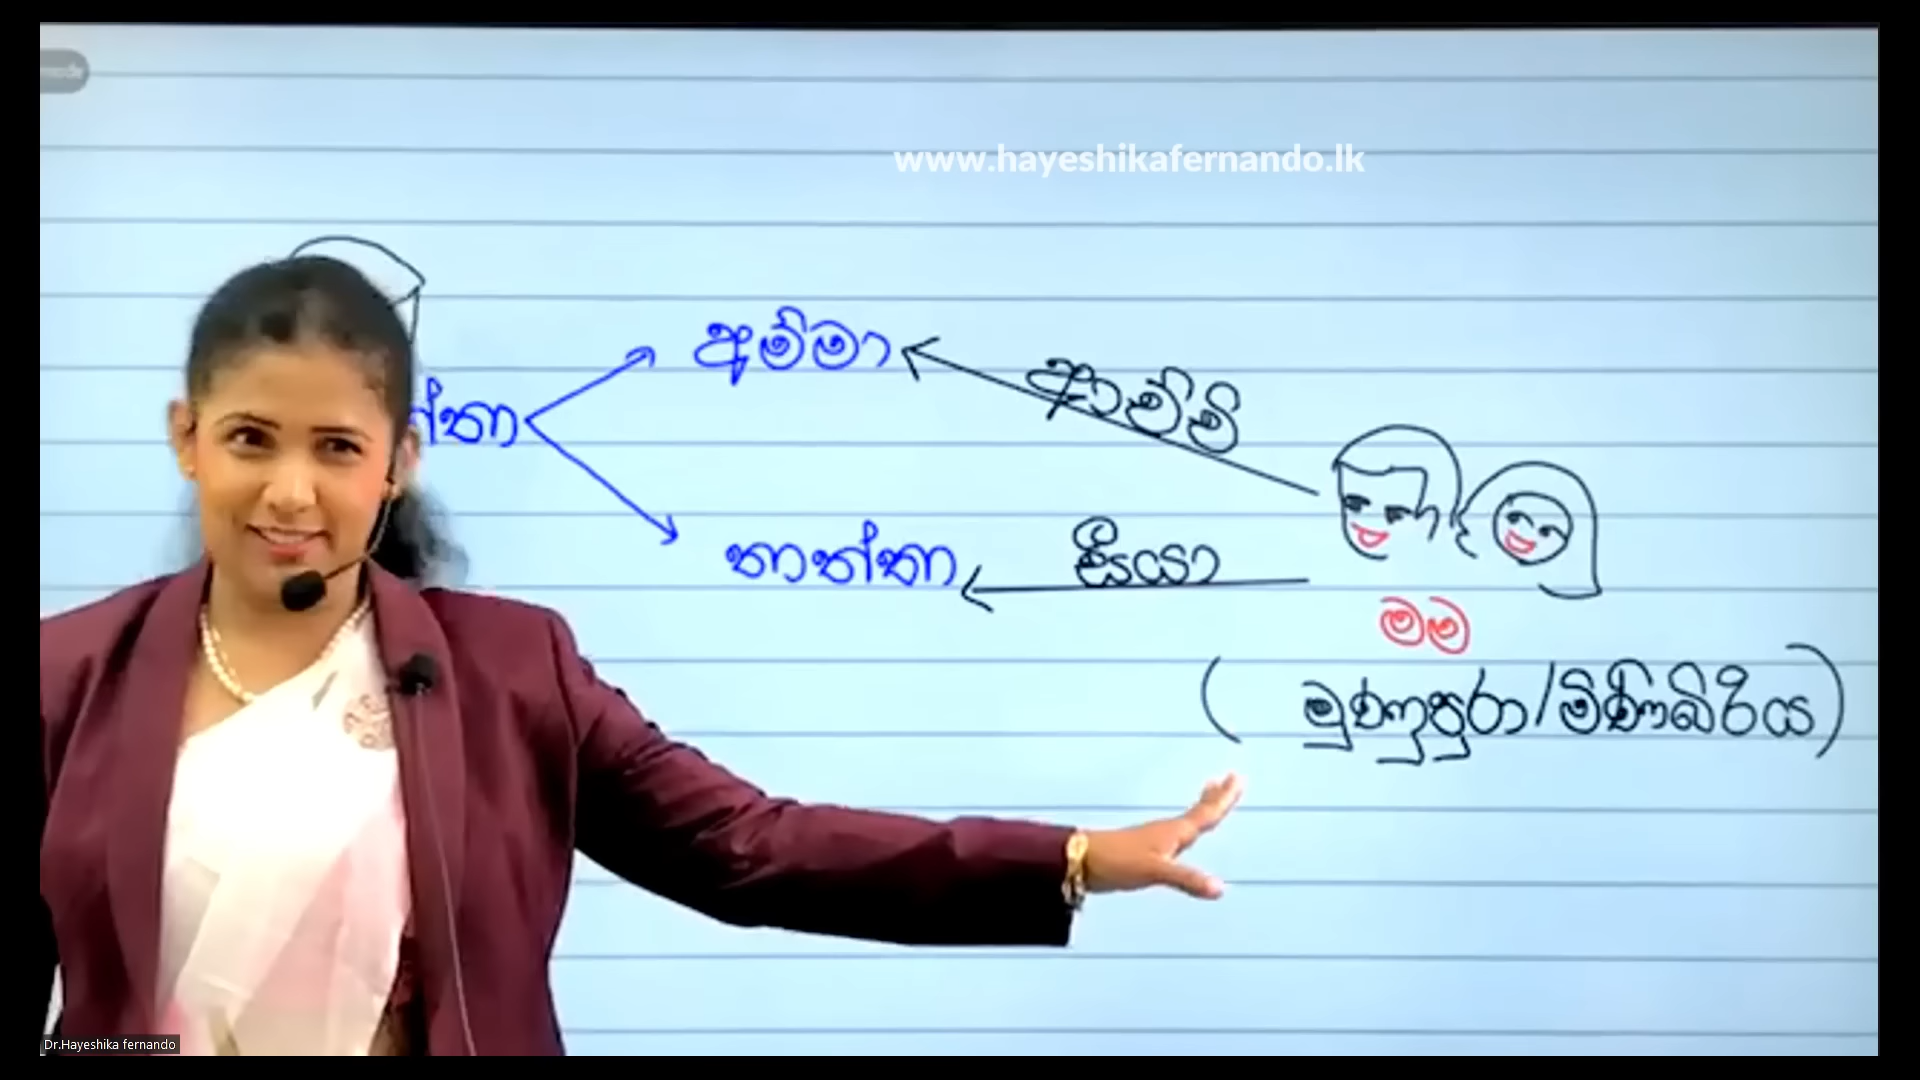 www.hayeshikafernando.lk
අම්මා
ආච්චි
තාත්තා
සීයා
මම
( මුණුපුරා/මිණිබිරිය)
Dr.Hayeshika fernando